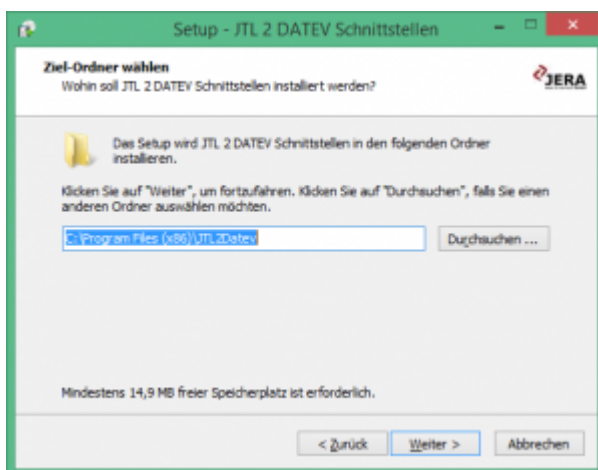 Setup - JTL 2 DATEV Schnittstellen
Ziel-Ordner wählen
Wohin soll JTL 2 DATEV Schnittstellen installiert werden?
JERA
Das Setup wird JTL 2 DATEV Schnittstellen in den folgenden Ordner
installieren.
Klicken Sie auf "Weiter", um fortzufahren. Klicken Sie auf "Durchsuchen", falls Sie einen
anderen Ordner auswählen möchten.
C:\Program Files (x86)\JTL2Datev
Durchsuchen ...
Mindestens 14,9 MB freier Speicherplatz ist erforderlich.
< Zurück
Weiter >
Abbrechen